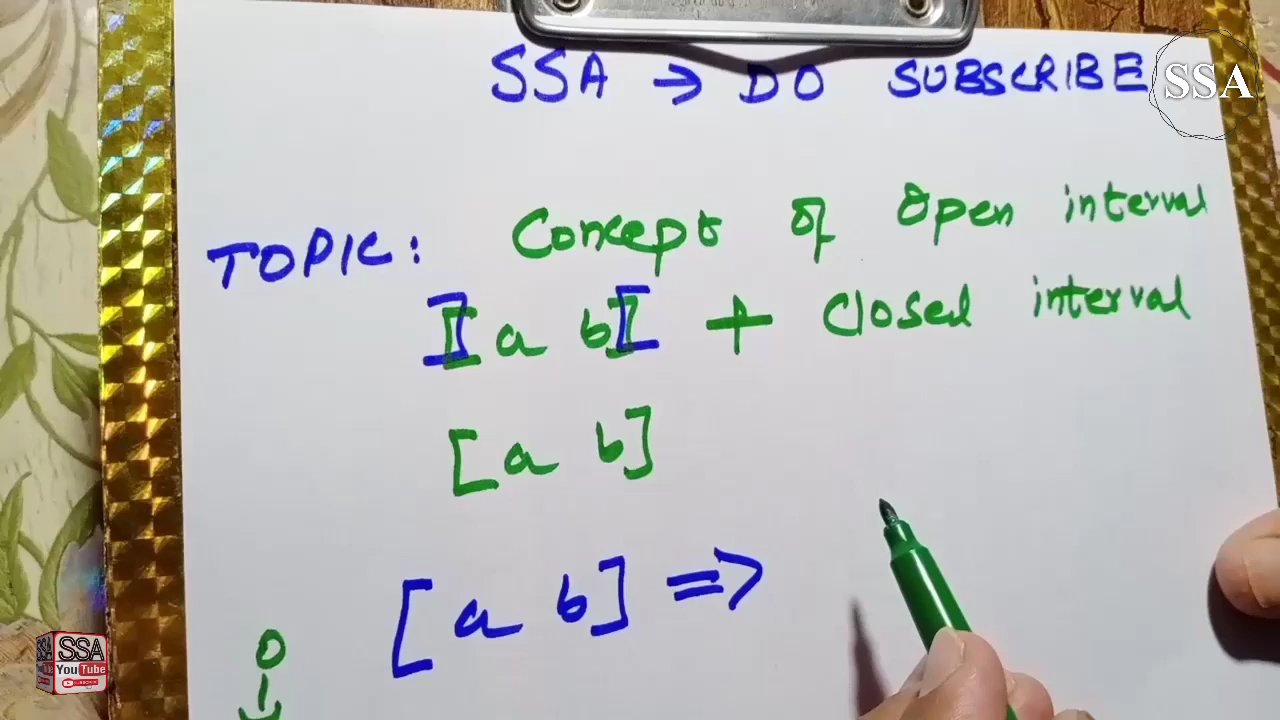 SSA → DO SUBSCRIBE
SSA
TOPIC: Concept of Open interval
]a b[ + Closed interval
[a b]
[a b] =>
0
SSA
YouTube